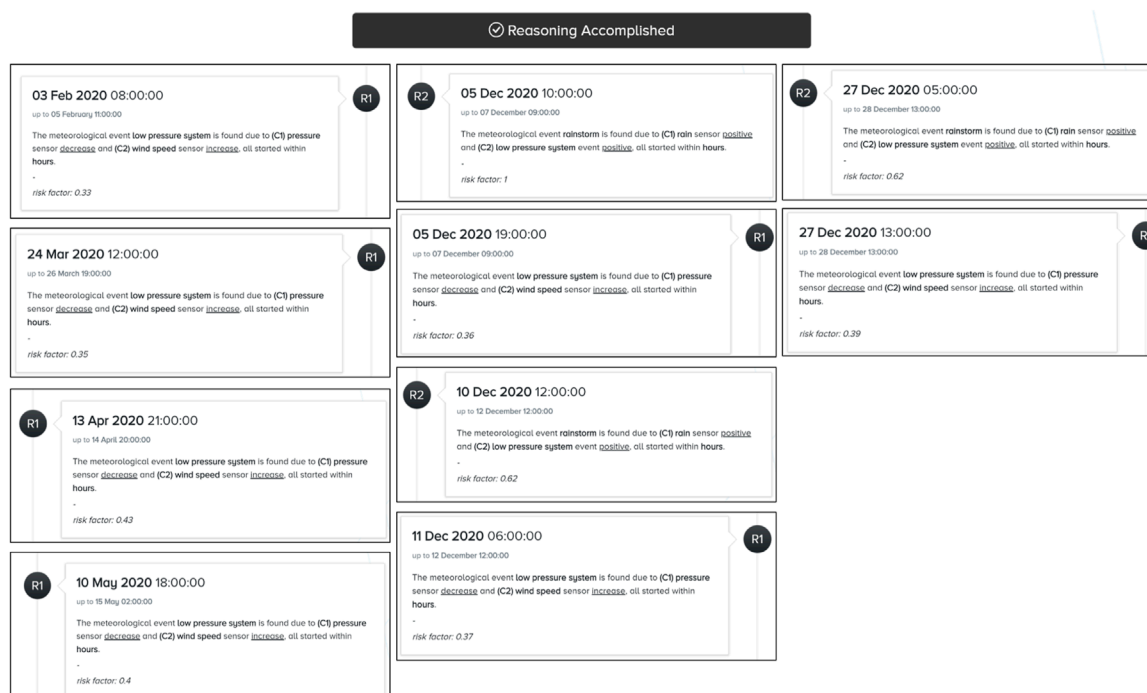 Reasoning Accomplished
03 Feb 2020 08:00:00
R1
up to 05 February 11:00:00
The meteorological event low pressure system is found due to (C1) pressure
sensor decrease and (C2) wind speed sensor increase, all started within
hours.
-
risk factor: 0.33
24 Mar 2020 12:00:00
R1
up to 26 March 19:00:00
The meteorological event low pressure system is found due to (C1) pressure
sensor decrease and (C2) wind speed sensor increase, all started within
hours.
-
risk factor: 0.35
R1
13 Apr 2020 21:00:00
up to 14 April 20:00:00
The meteorological event low pressure system is found due to (C1) pressure
sensor decrease and (C2) wind speed sensor increase, all started within
hours.
-
risk factor: 0.43
R1
10 May 2020 18:00:00
up to 15 May 02:00:00
The meteorological event low pressure system is found due to (C1) pressure
sensor decrease and (C2) wind speed sensor increase, all started within
hours.
-
risk factor: 0.4
R2
05 Dec 2020 10:00:00
up to 07 December 09:00:00
The meteorological event rainstorm is found due to (C1) rain sensor positive
and (C2) low pressure system event positive, all started within hours.
-
risk factor: 1
05 Dec 2020 19:00:00
R1
up to 07 December 09:00:00
The meteorological event low pressure system is found due to (C1) pressure
sensor decrease and (C2) wind speed sensor increase, all started within
hours.
-
risk factor: 0.36
R2
10 Dec 2020 12:00:00
up to 12 December 12:00:00
The meteorological event rainstorm is found due to (C1) rain sensor positive
and (C2) low pressure system event positive, all started within hours.
-
risk factor: 0.62
11 Dec 2020 06:00:00
R1
up to 12 December 12:00:00
The meteorological event low pressure system is found due to (C1) pressure
sensor decrease and (C2) wind speed sensor increase, all started within
hours.
-
risk factor: 0.37
R2
27 Dec 2020 05:00:00
up to 28 December 13:00:00
The meteorological event rainstorm is found due to (C1) rain sensor positive
and (C2) low pressure system event positive, all started within hours.
-
risk factor: 0.62
27 Dec 2020 13:00:00
R
up to 28 December 13:00:00
The meteorological event low pressure system is found due to (C1) pressure
sensor decrease and (C2) wind speed sensor increase, all started within
hours.
-
risk factor: 0.39